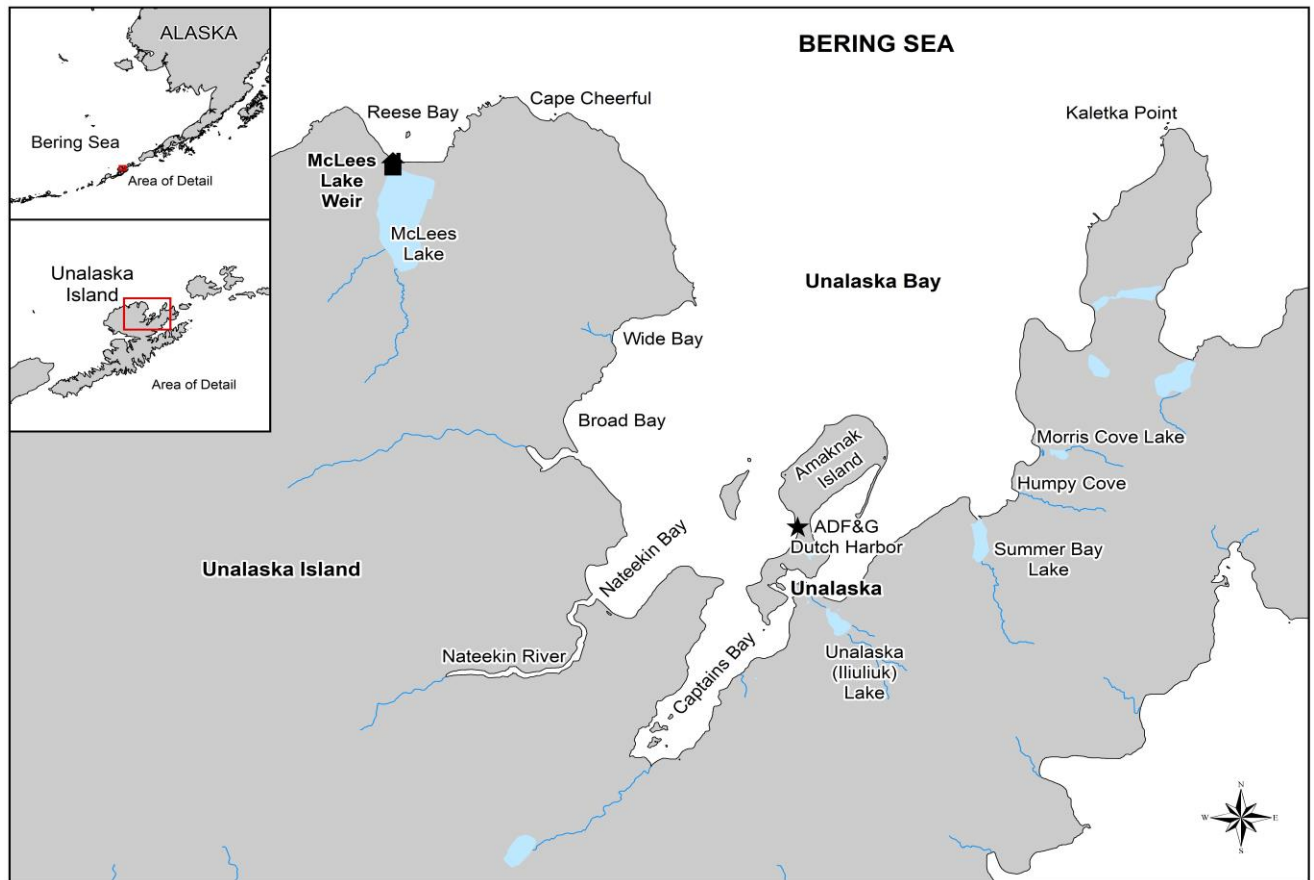 ALASKA
Bering Sea
Area of Detail
Unalaska
Island
Area of Detail
BERING SEA
Reese Bay
Cape Cheerful
Kaletka Point
McLees
Lake
Weir
McLees
Lake
Unalaska Bay
Wide Bay
Broad Bay
Amaknak
Island
Morris Cove Lake
Humpy Cove
ADF&G
Dutch Harbor
Summer Bay
Lake
Unalaska Island
Nateekin Bay
Unalaska
Nateekin River
Captains Bay
Unalaska
(Iliuliuk)
Lake
N
W
E
S